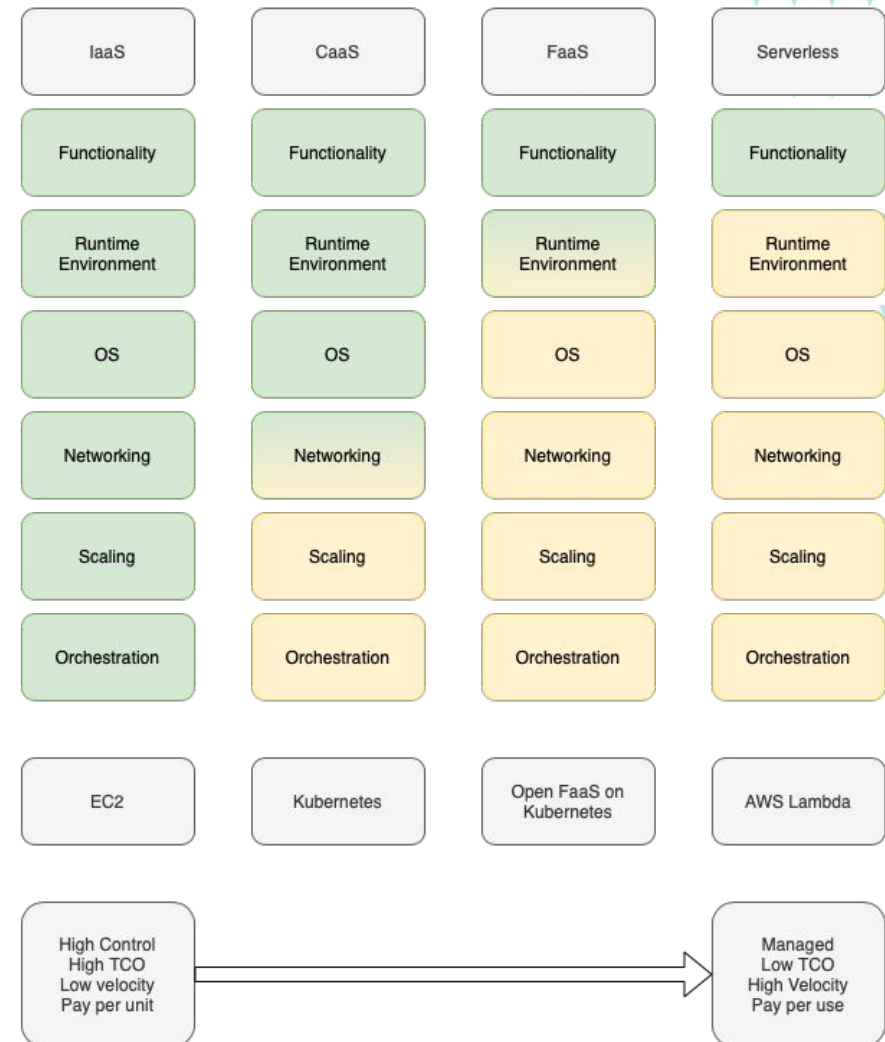 IaaS
CaaS
FaaS
Serverless
Functionality
Functionality
Functionality
Functionality
Runtime
Environment
Runtime
Environment
Runtime
Environment
Runtime
Environment
OS
OS
OS
OS
Networking
Networking
Networking
Networking
Scaling
Scaling
Scaling
Scaling
Orchestration
Orchestration
Orchestration
Orchestration
EC2
Kubernetes
Open FaaS on
Kubernetes
AWS Lambda
High Control
High TCO
Low velocity
Pay per unit
Managed
Low TCO
High Velocity
Pay per use